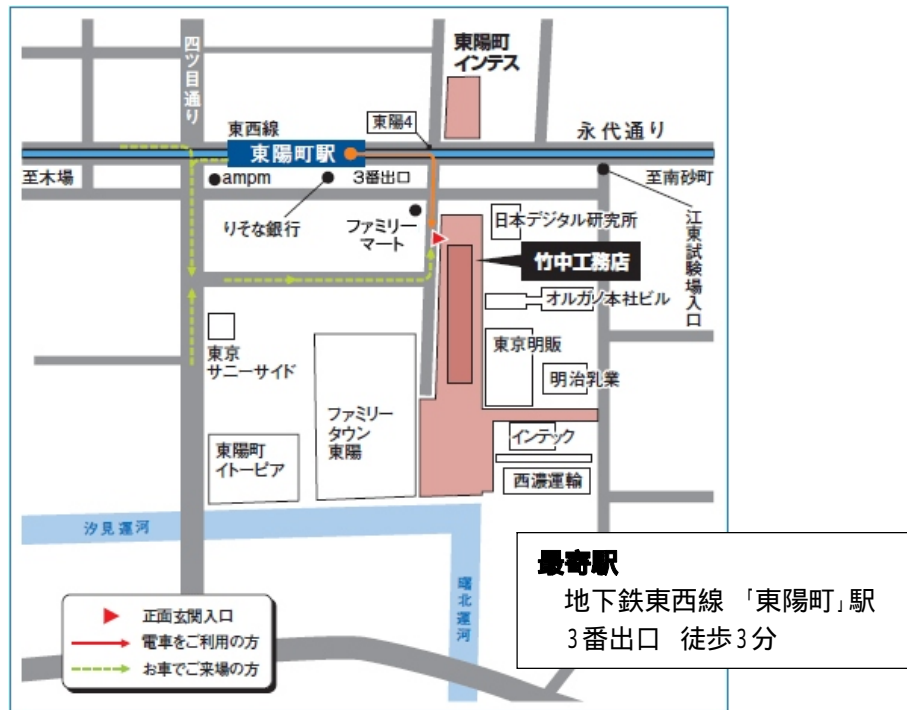 四ツ目通り
東陽町
インテス
東西線
東陽4
永代通り
東陽町駅
至木場
ampm
3番出口
至南砂町
りそな銀行
ファミリー
マート
日本デジタル研究所
江東試験場入口
竹中工務店
オルガノ本社ビル
東京
サニーサイド
東京明販
明治乳業
ファミリー
タウン
東陽
インテック
東陽町
イトーピア
西濃運輸
汐見運河
曙北運河
最寄駅
地下鉄東西線 「東陽町」駅
3番出口 徒歩3分
正面玄関入口
電車をご利用の方
お車でご来場の方